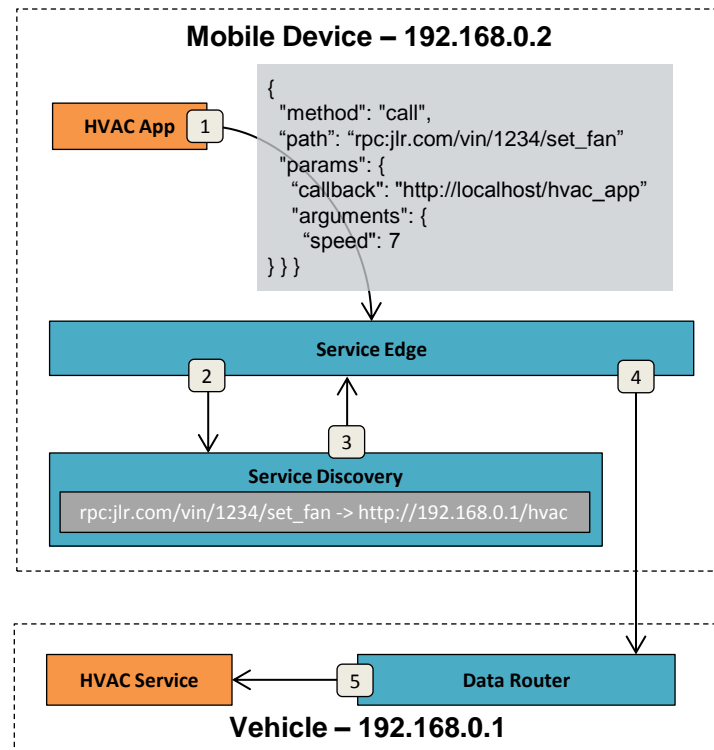 Mobile Device – 192.168.0.2
HVAC App
1
{
"method": "call",
“path”: “rpc:jlr.com/vin/1234/set_fan”
"params": {
“callback": "http://localhost/hvac_app”
"arguments": {
“speed": 7
} } }
Service Edge
2
4
3
Service Discovery
rpc:jlr.com/vin/1234/set_fan -> http://192.168.0.1/hvac
HVAC Service
5
Data Router
Vehicle – 192.168.0.1